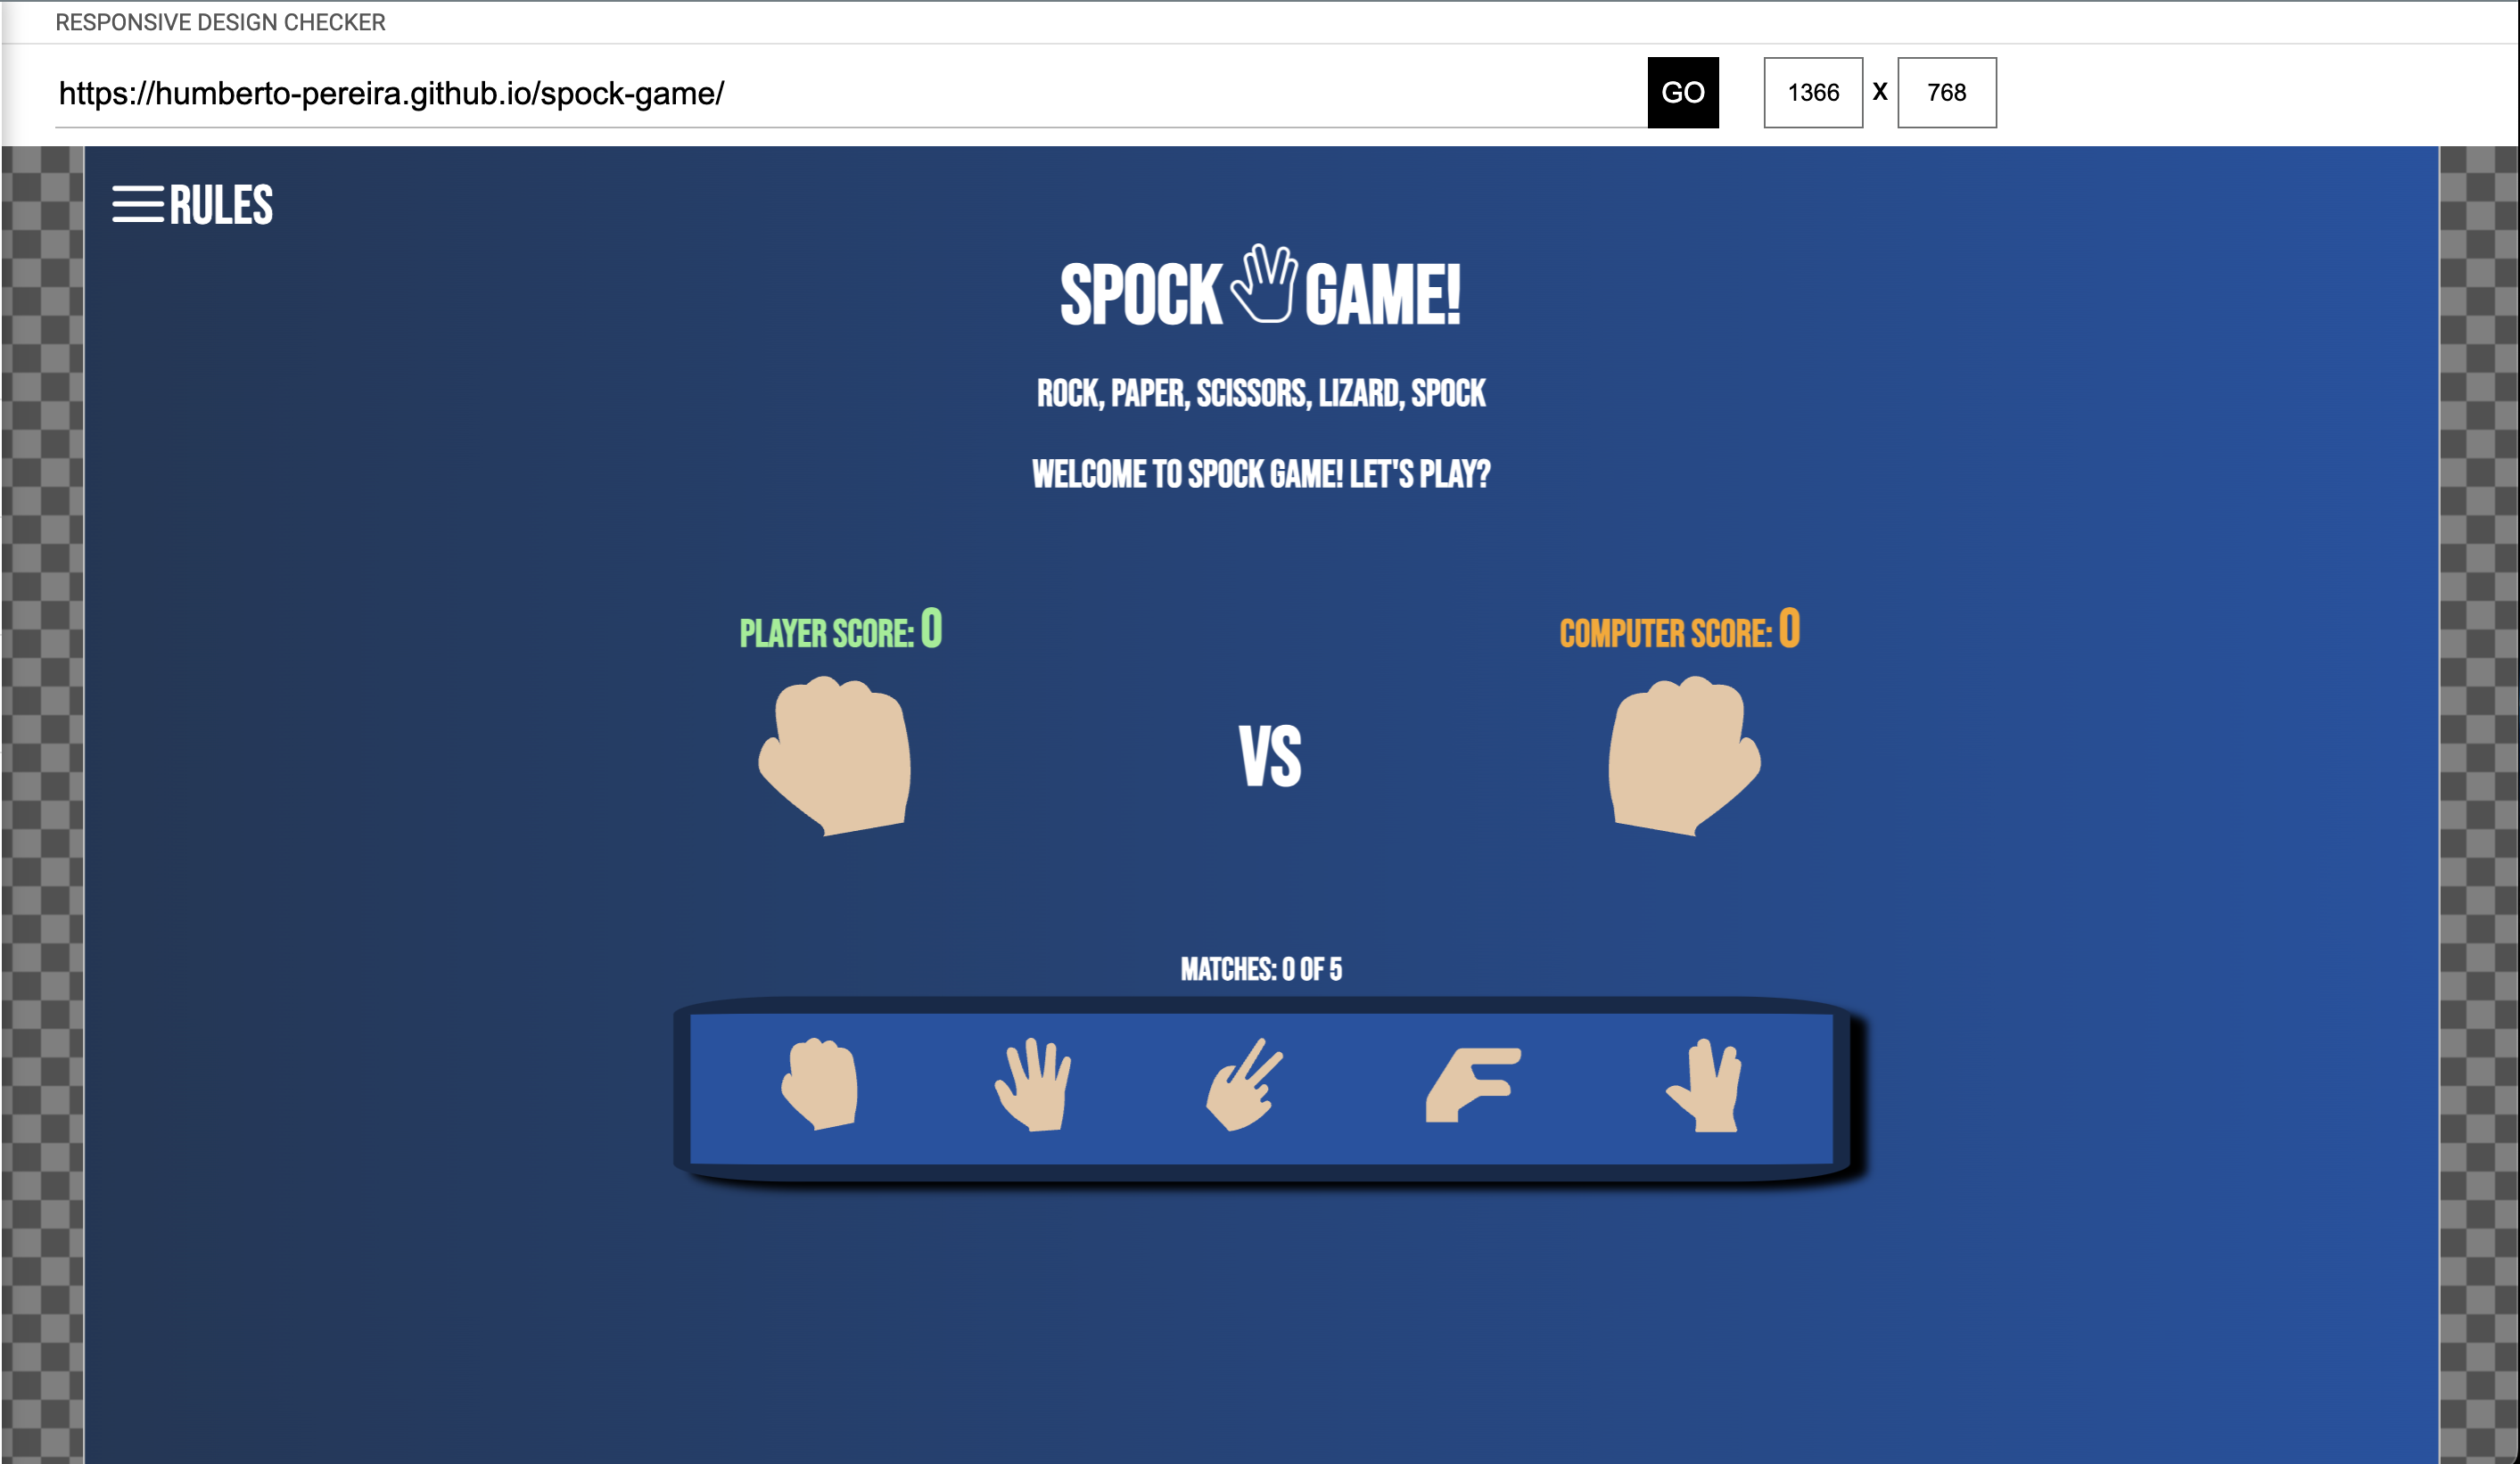 RESPONSIVE DESIGN CHECKER
https://humberto-pereira.github.io/spock-game/ GO 1366 X 768
RULES
SPOCK GAME!
ROCK, PAPER, SCISSORS, LIZARD, SPOCK
WELCOME TO SPOCK GAME! LET'S PLAY?
PLAYER SCORE: 0 COMPUTER SCORE: 0
VS
MATCHES: 0 OF 5